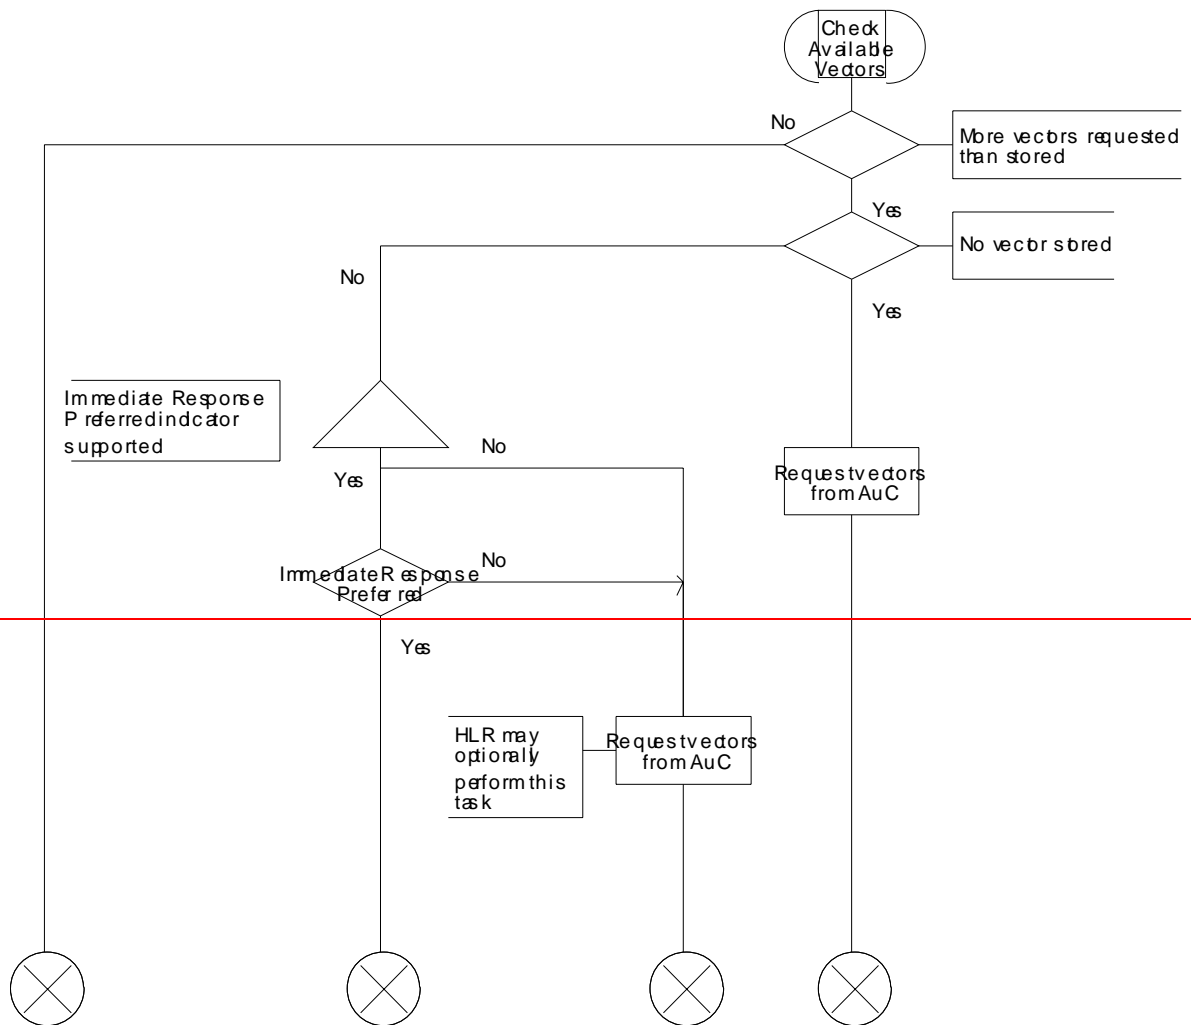 Check
Available
Vectors
No
More vectors requested
than stored
Yes
No vector stored
No
Yes
Immediate Response
Preferred indcator
supported
No
Yes
Request vectors
from AuC
No
Immediate Response
Preferred
Yes
HLR may
optionally
perform this
task
Request vectors
from AuC